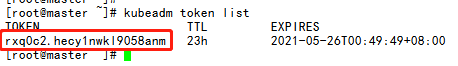 [root@master ~]# kubeadm token list
TOKEN TTL EXPIRES
rxq0c2.hecy1nwkl9058anm 23h 2021-05-26T00:49:49+08:00
[root@master ~]#